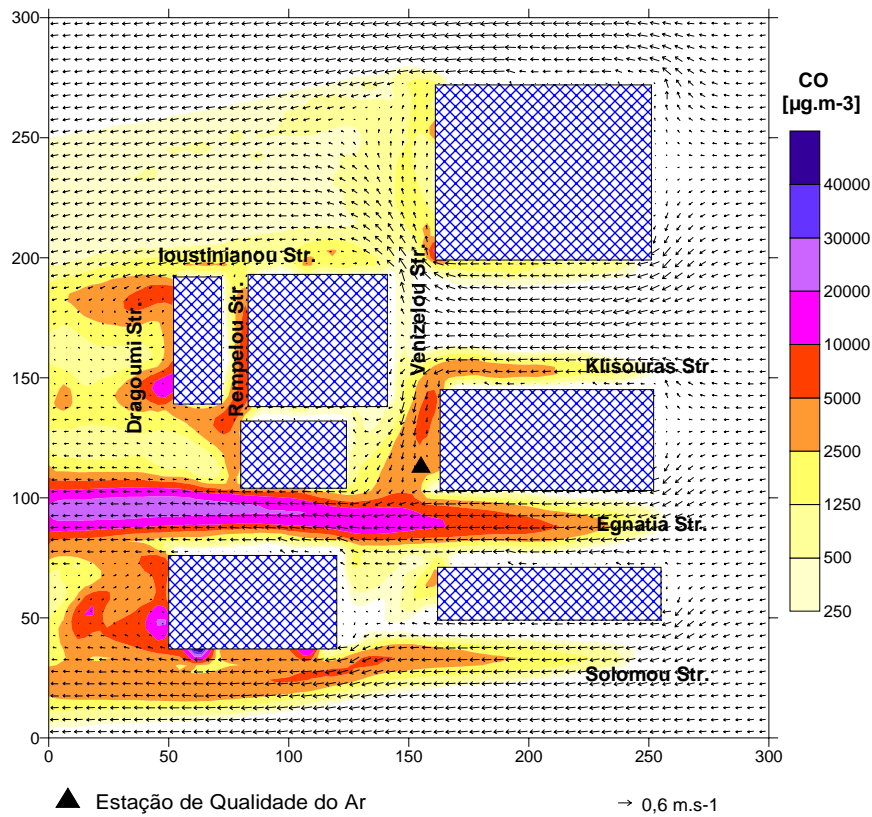 300
250
200
150
100
50
0
0
50
100
150
200
250
300
Ioustinianou Str.
Dragoumi Str.
Rempelou Str.
Venizelou Str.
Klisouras Str.
Egnatia Str.
Solomou Str.
CO
[µg.m-3]
40000
30000
20000
10000
5000
2500
1250
500
250
Estação de Qualidade do Ar
0,6 m.s-1